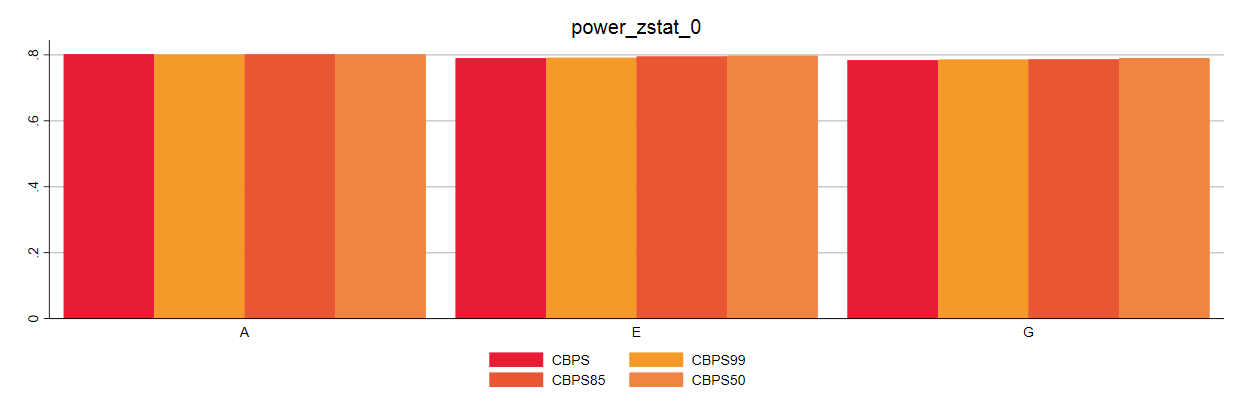 power_zstat_0
.8
.6
.4
.2
0
A E G
CBPS CBPS99
CBPS85 CBPS50